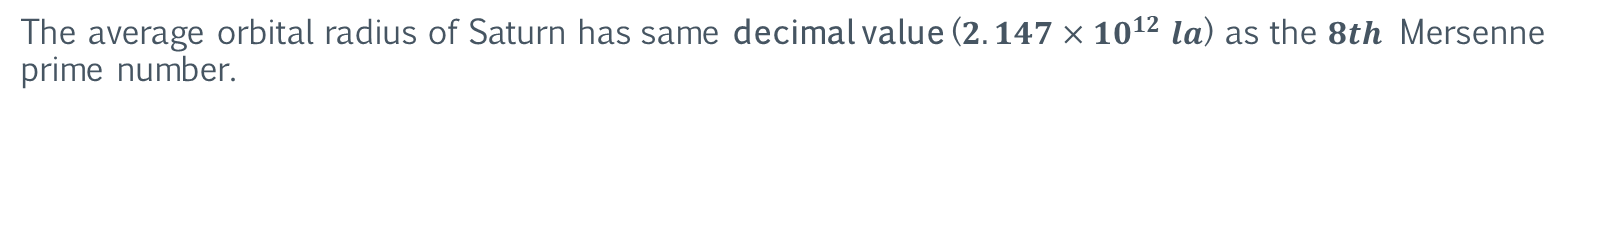 The average orbital radius of Saturn has same decimal value (2.147 × 10¹² la) as the 8th Mersenne
prime number.